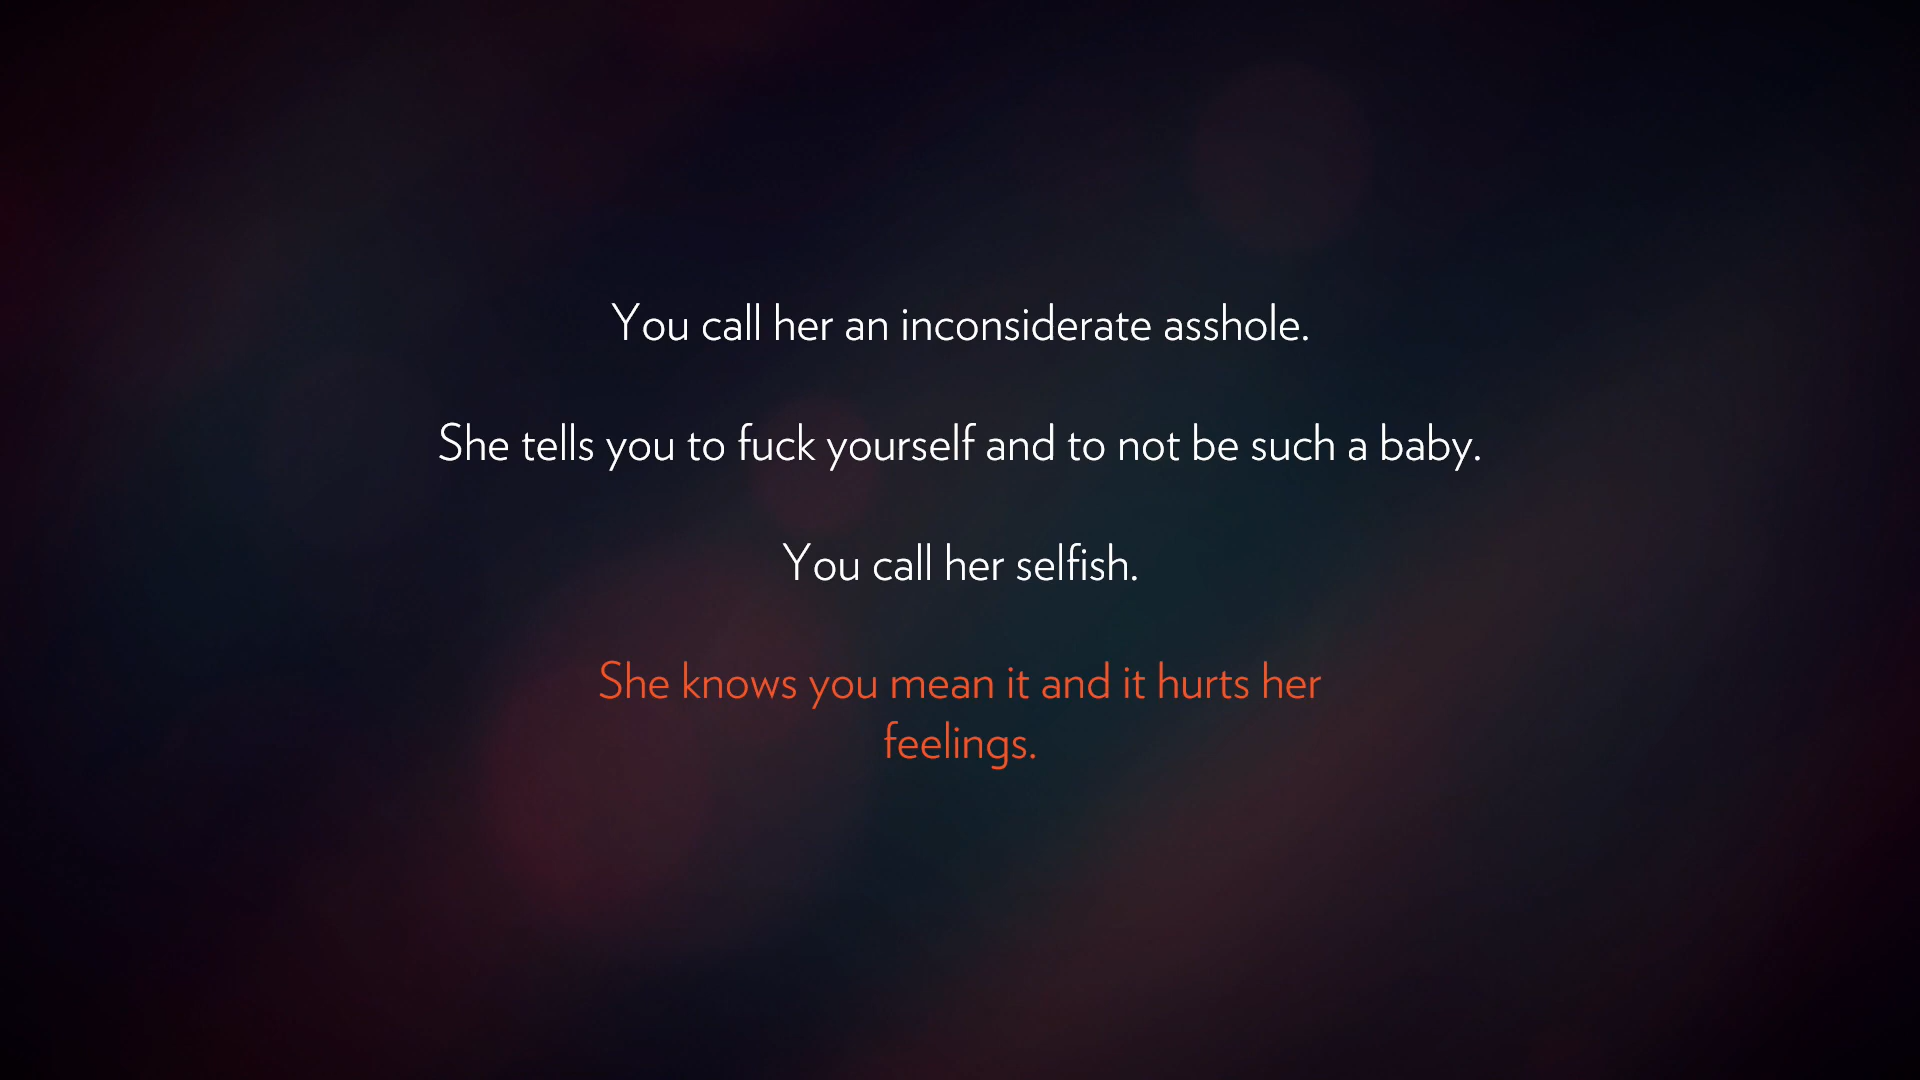 You call her an inconsiderate asshole.
She tells you to fuck yourself and to not be such a baby.
You call her selfish.
She knows you mean it and it hurts her
feelings.